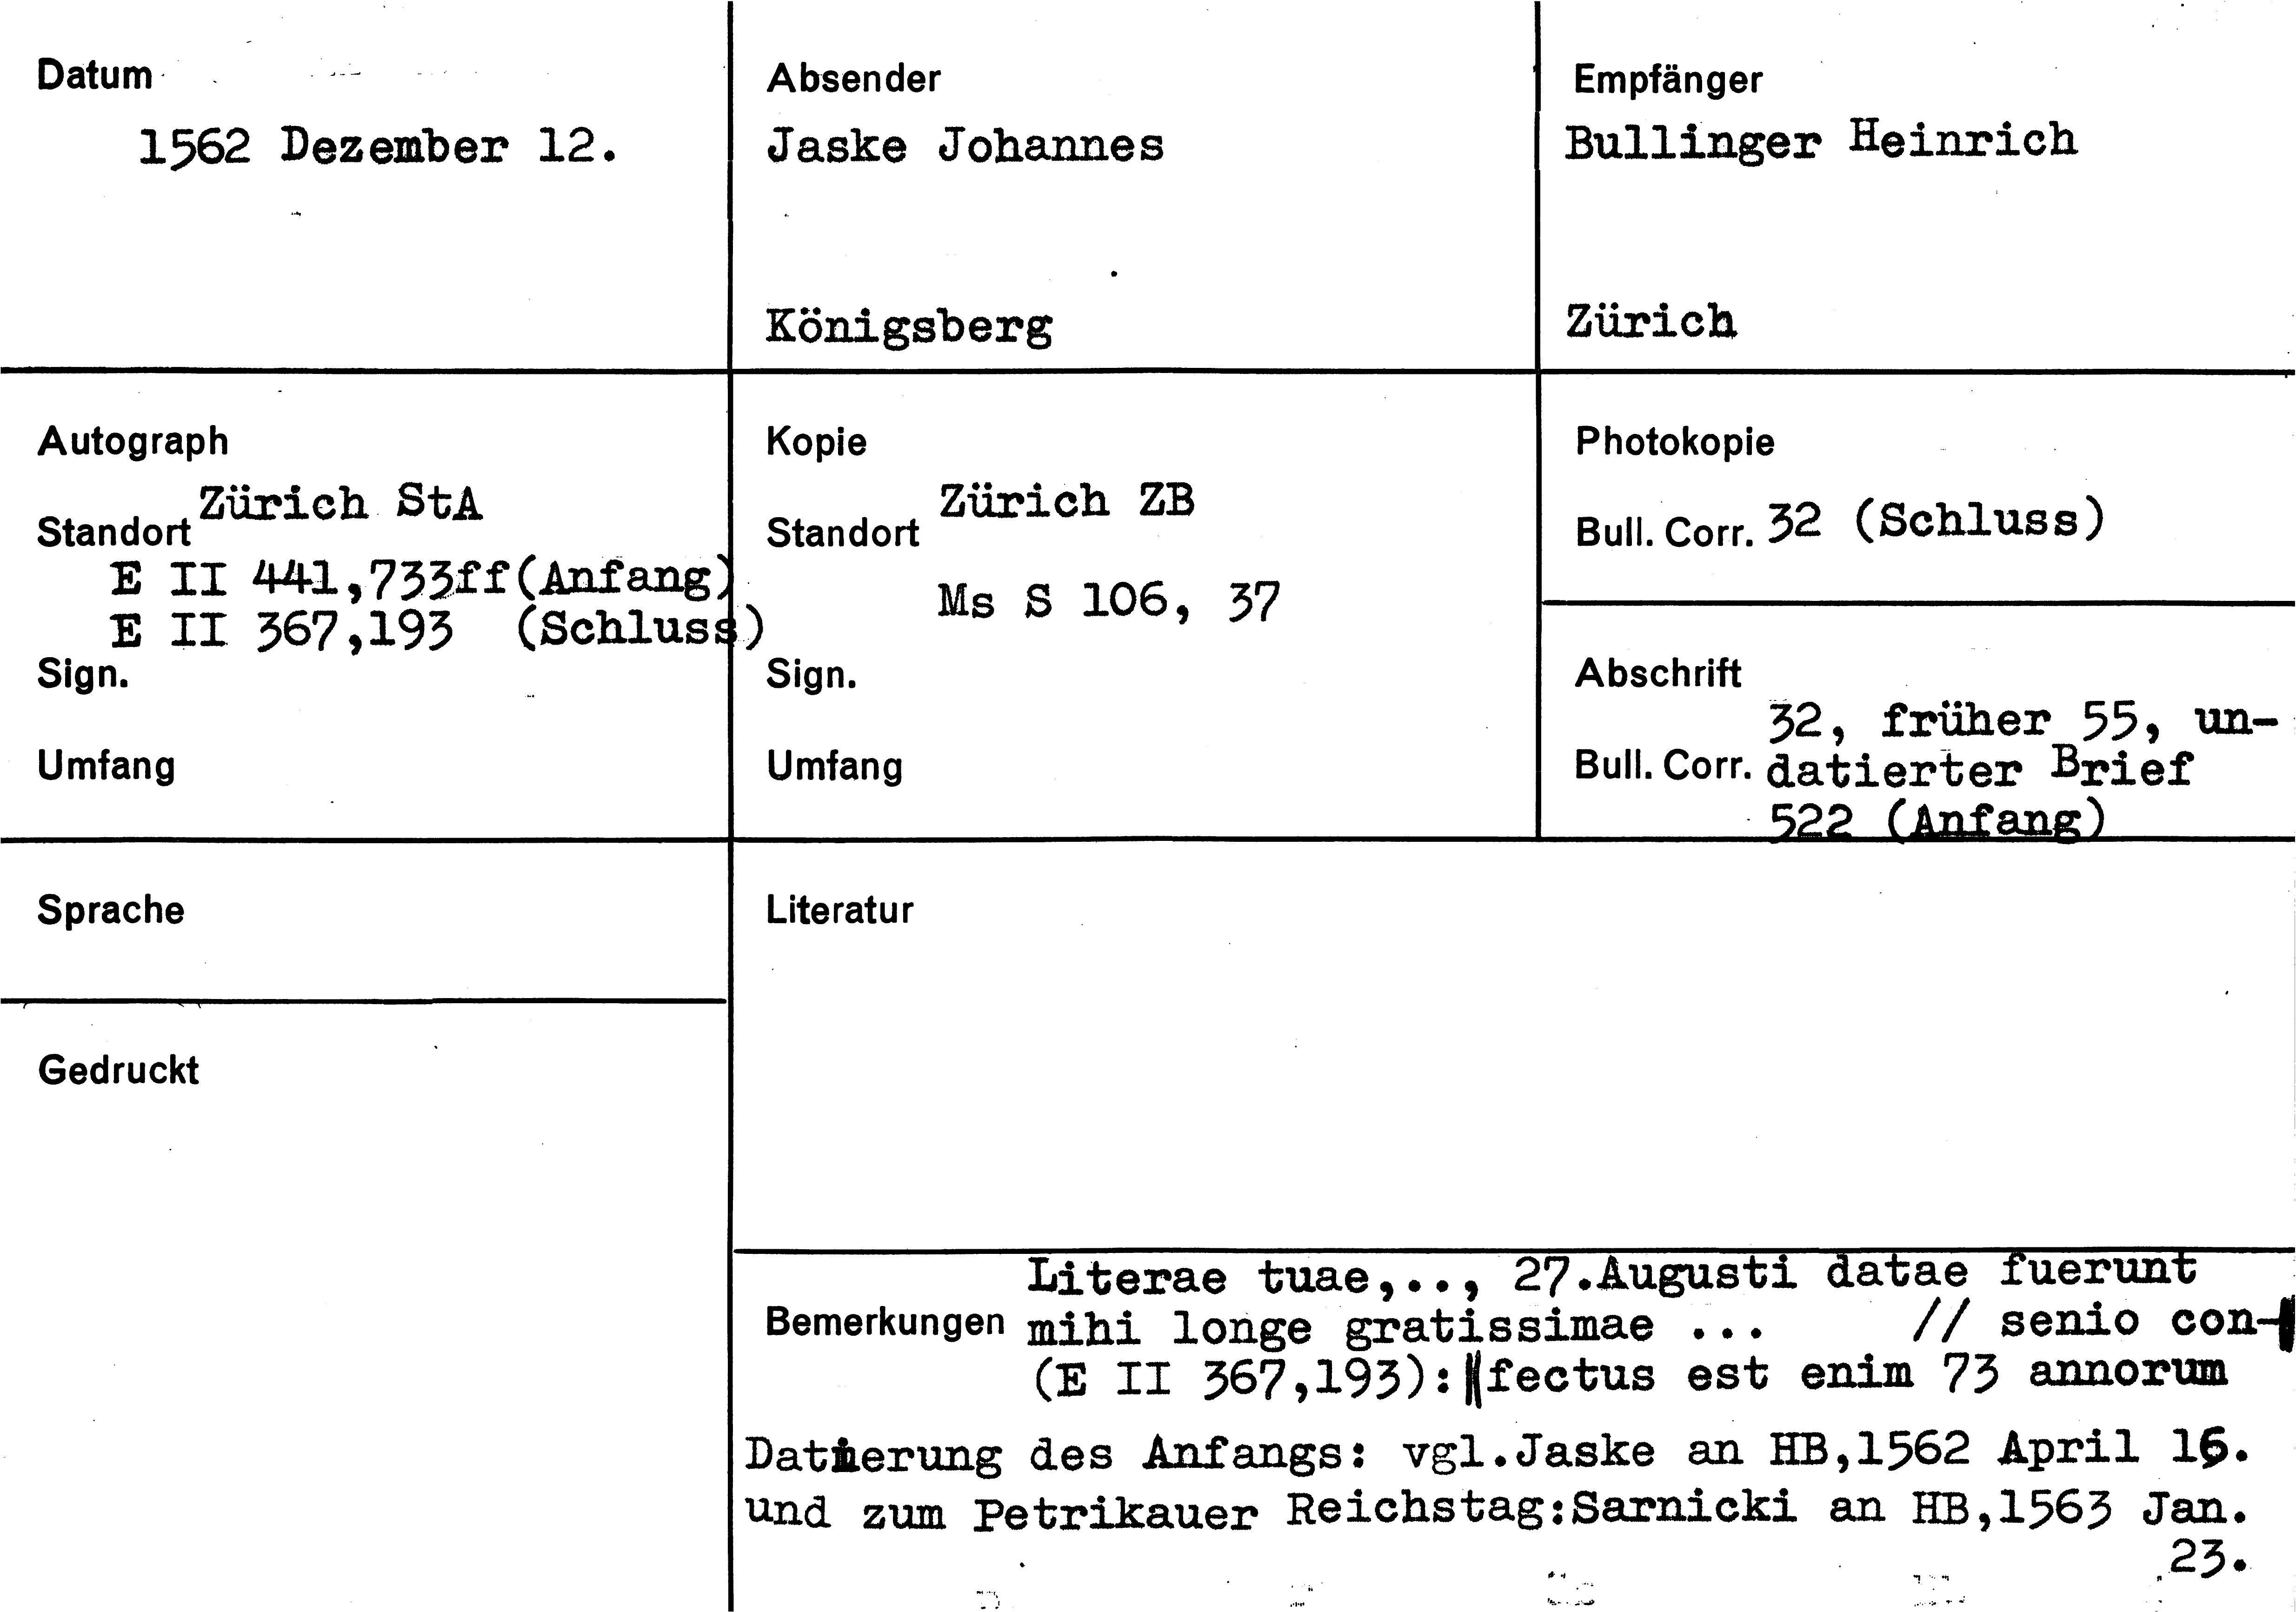 Datum
1562 Dezember 12.
Absender
Jaske Johannes
Königsberg
Empfänger
Bullinger Heinrich
Zürich
Autograph
Zürich StA
Standort
E II 441,733ff(Anfang)
E II 367,193 (Schluss)
Sign.
Umfang
Kopie
Zürich ZB
Standort
Ms S 106, 37
Sign.
Umfang
Photokopie
Bull. Corr. 32 (Schluss)
Abschrift
32, früher 55, un-
Bull. Corr. datierter Brief
522 (Anfang)
Sprache
Literatur
Gedruckt
Literae tuae,.., 27.Augusti datae fuerunt
Bemerkungen mihi longe gratissimae ... // senio con-
(E II 367,193): fectus est enim 73 annorum
Datierung des Anfangs: vgl.Jaske an HB,1562 April 16.
und zum Petrikauer Reichstag:Sarnicki an HB,1563 Jan.
23.